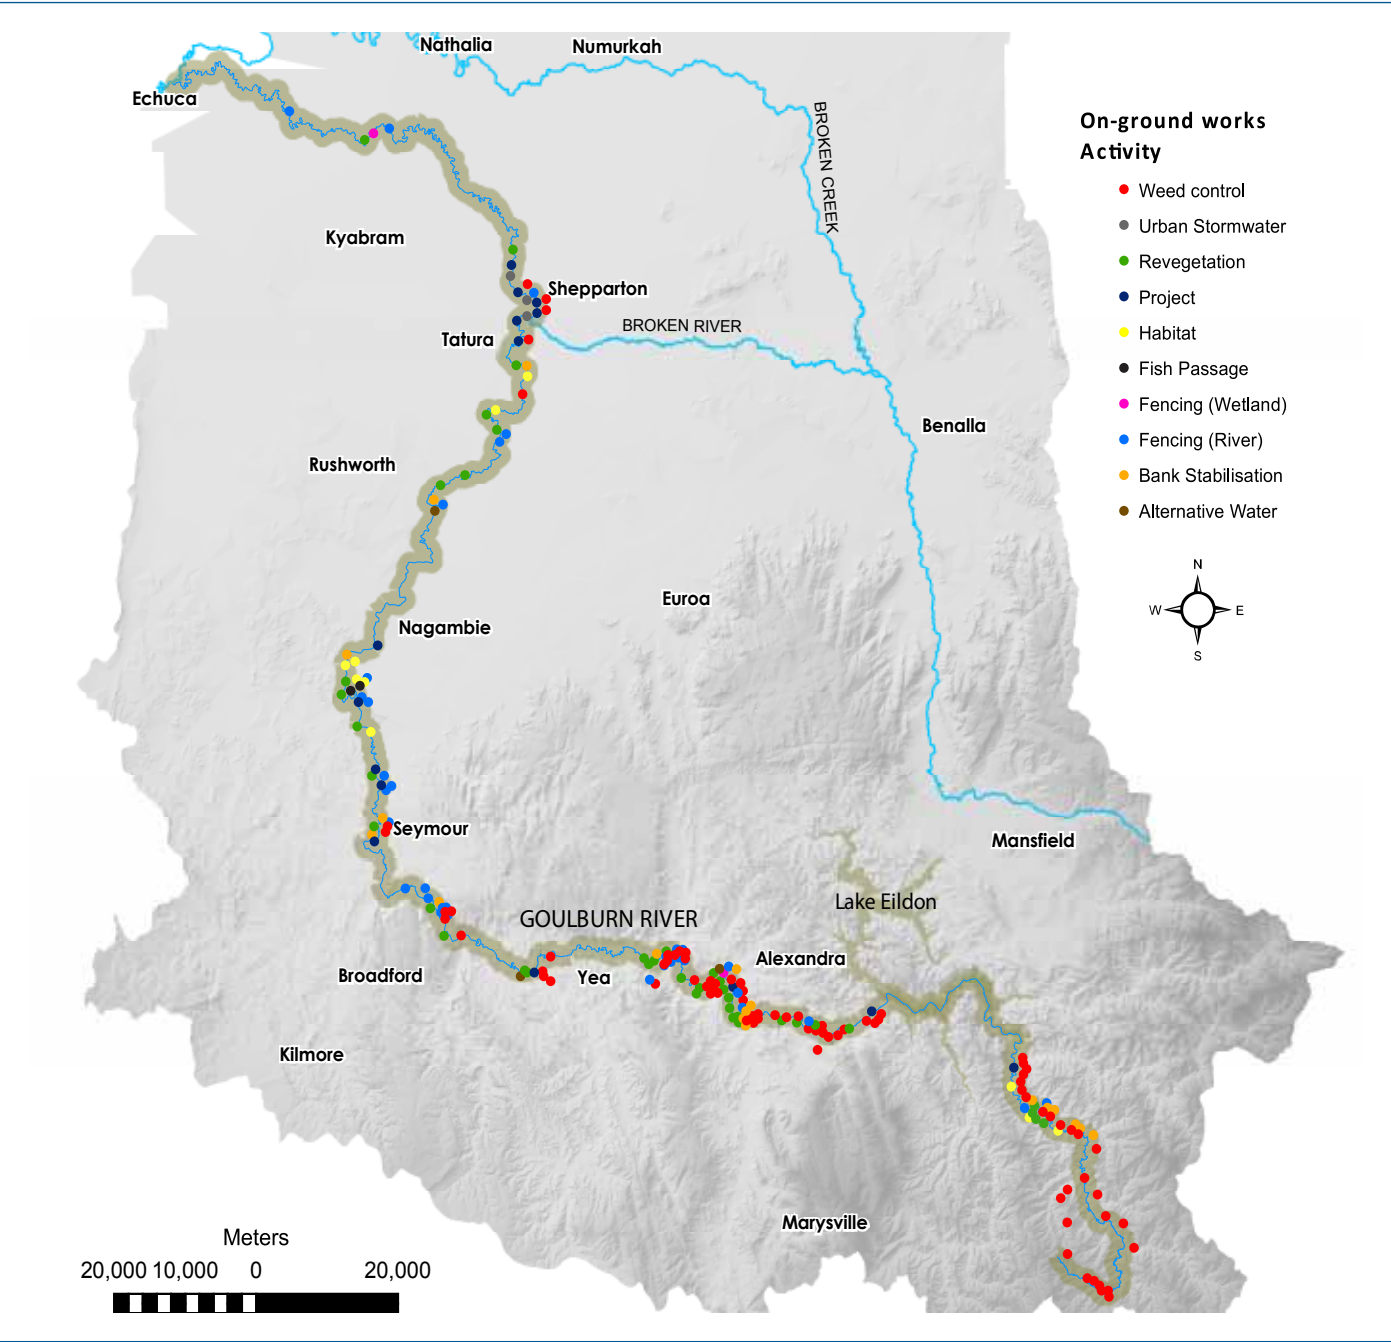 Nathalia
Numurkah
Echuca
BROKEN CREEK
On-ground works
Activity
Weed control
Urban Stormwater
Revegetation
Project
Habitat
Fish Passage
Fencing (Wetland)
Fencing (River)
Bank Stabilisation
Alternative Water
Kyabram
Shepparton
BROKEN RIVER
Tatura
Benalla
Rushworth
N
W
E
S
Euroa
Nagambie
Seymour
Mansfield
Lake Eildon
GOULBURN RIVER
Alexandra
Broadford
Yea
Kilmore
Marysville
Meters
20,000 10,000 0 20,000